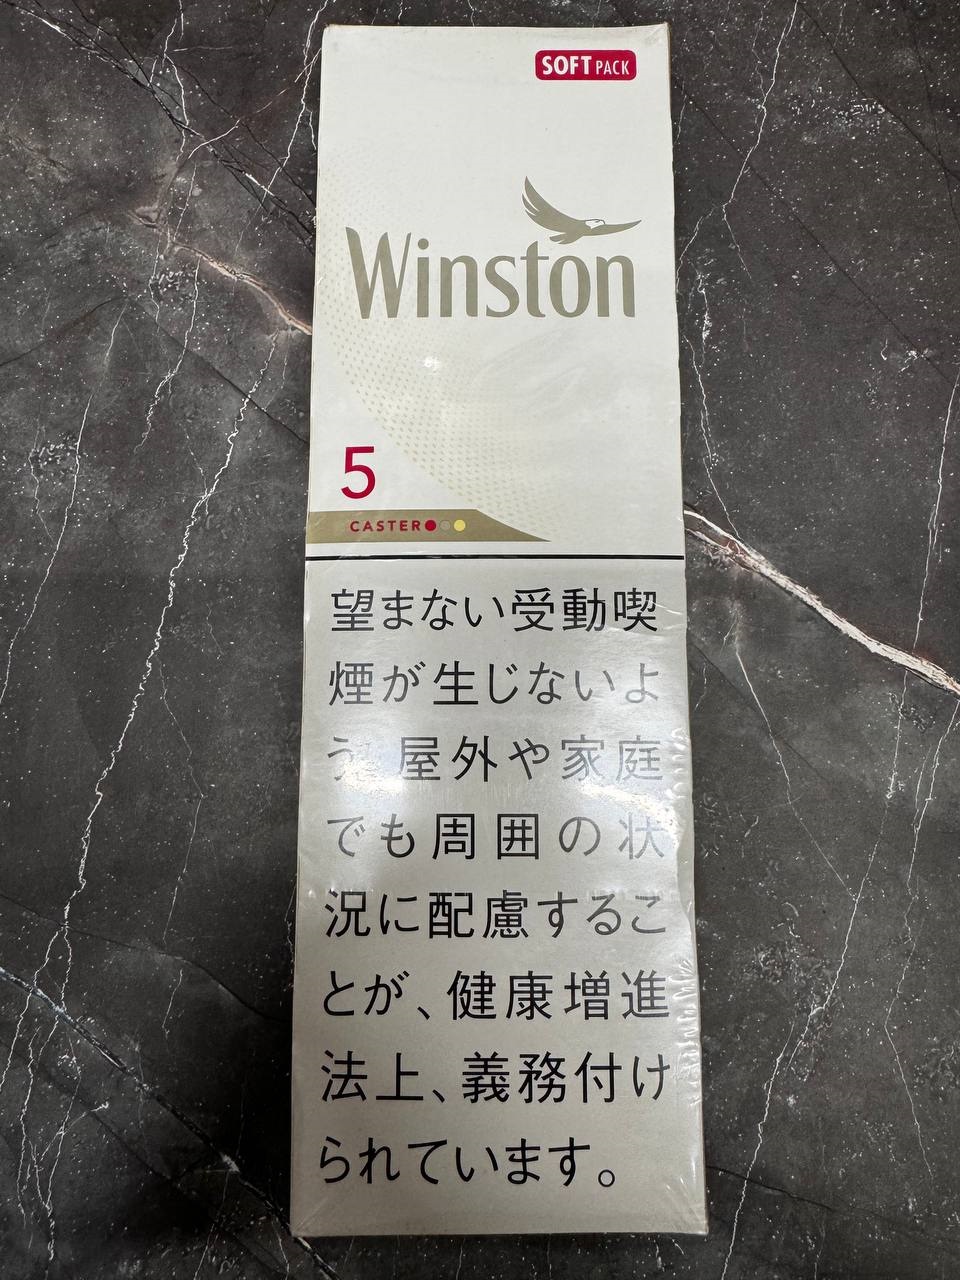 SOFT PACK
Winston
5
CASTER
望まない受動喫
煙が生じないよ
う、屋外や家庭
でも周囲の状
況に配慮するこ
とが、健康増進
法上、義務付け
られています。